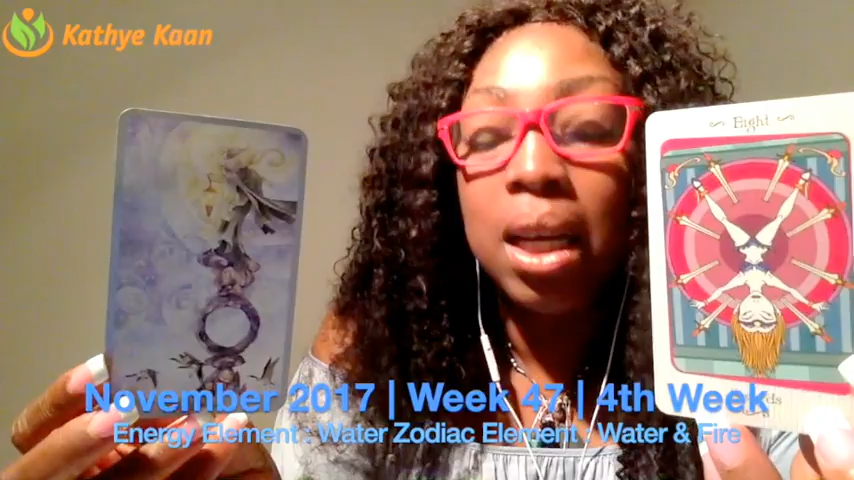 Kathye Kaan
Eight
November 2017 | Week 47 | 4th Week
Energy Element : Water Zodiac Element : Water & Fire